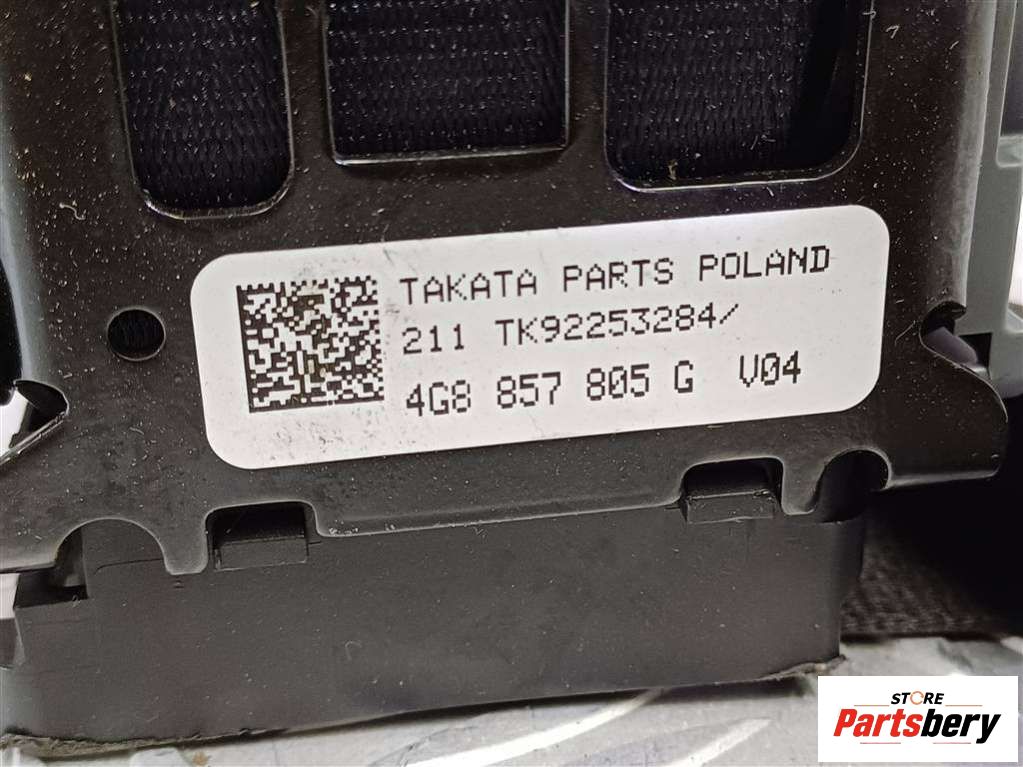 TAKATA PARTS POLAND
211 TK92253284/
4G8 857 805 G V04
STORE
Partsbery